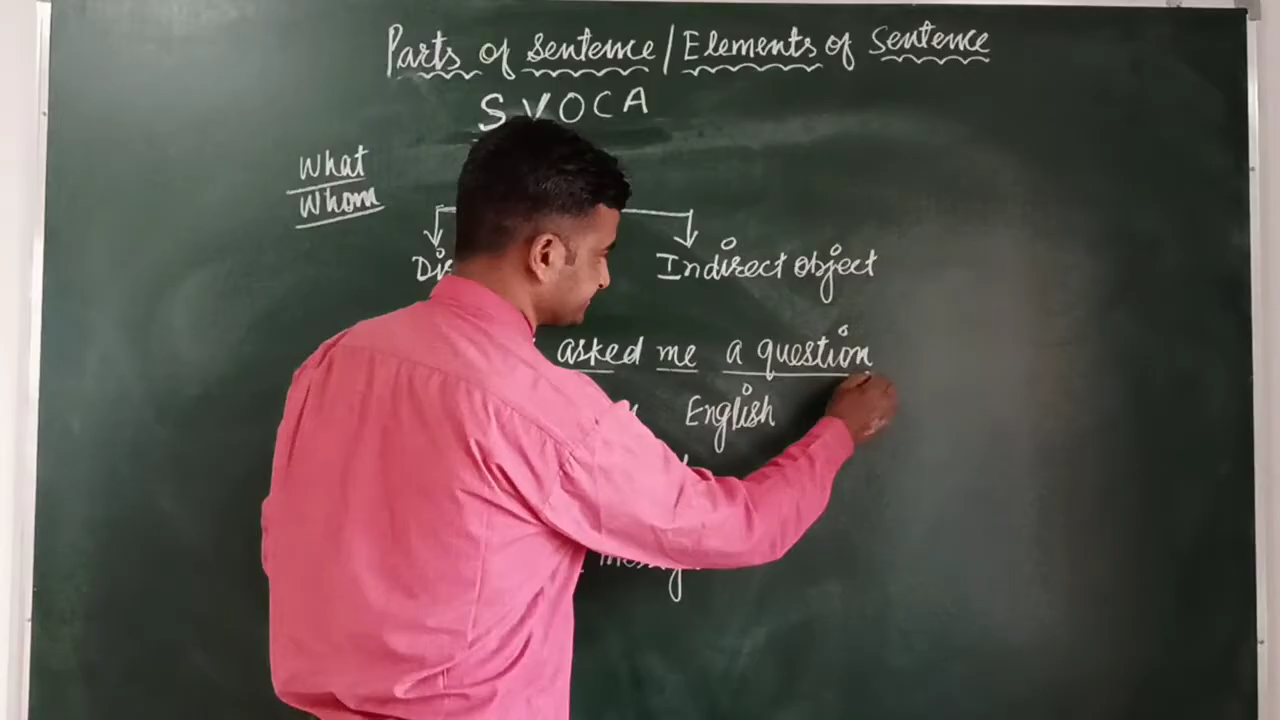 Parts of Sentence / Elements of Sentence
S V O C A
What
Whom
Indirect object
asked me a question
English